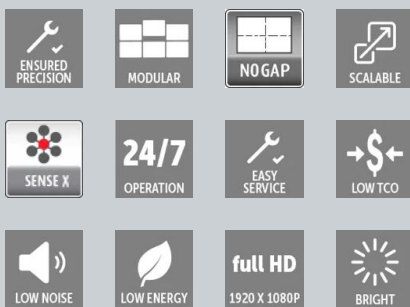 ENSURED
PRECISION
MODULAR
NO GAP
SCALABLE
SENSE X
24/7
OPERATION
EASY
SERVICE
$
LOW TCO
LOW NOISE
LOW ENERGY
full HD
1920 X 1080P
BRIGHT